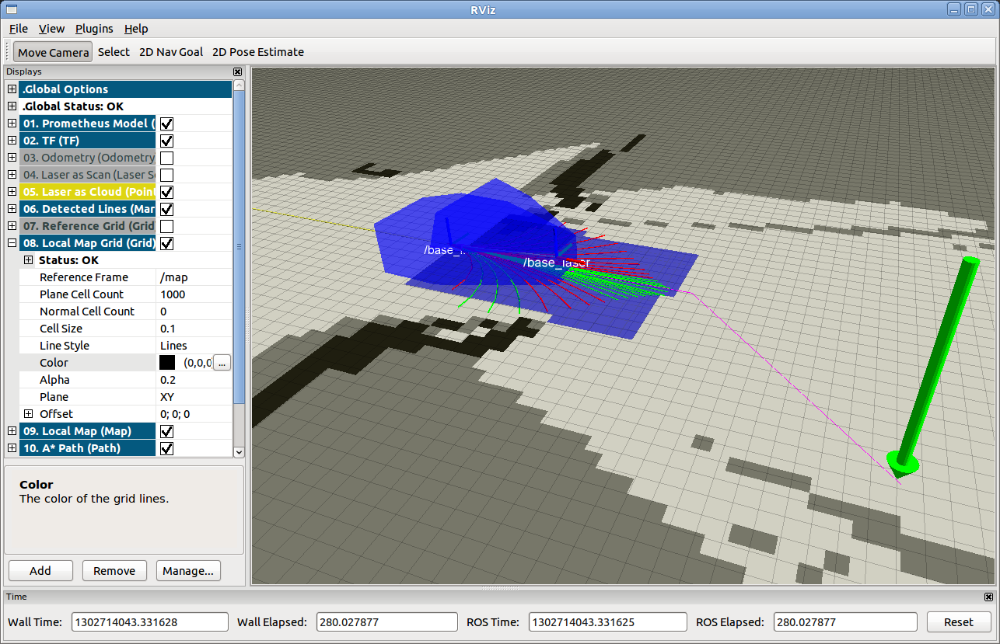 RViz
File View Plugins Help
Move Camera Select 2D Nav Goal 2D Pose Estimate
Displays
.Global Options
.Global Status: OK
01. Prometheus Model (
02. TF (TF)
03. Odometry (Odometry
04. Laser as Scan (Laser S
05. Laser as Cloud (Point
06. Detected Lines (Mar
07. Reference Grid (Grid
08. Local Map Grid (Grid)
Status: OK
Reference Frame /map
Plane Cell Count 1000
Normal Cell Count 0
Cell Size 0.1
Line Style Lines
Color (0,0,0 ...
Alpha 0.2
Plane XY
Offset 0; 0; 0
09. Local Map (Map)
10. A* Path (Path)
/base_laser
Color
The color of the grid lines.
Add Remove Manage...
Time
Wall Time: 1302714043.331628 Wall Elapsed: 280.027877 ROS Time: 1302714043.331625 ROS Elapsed: 280.027877 Reset